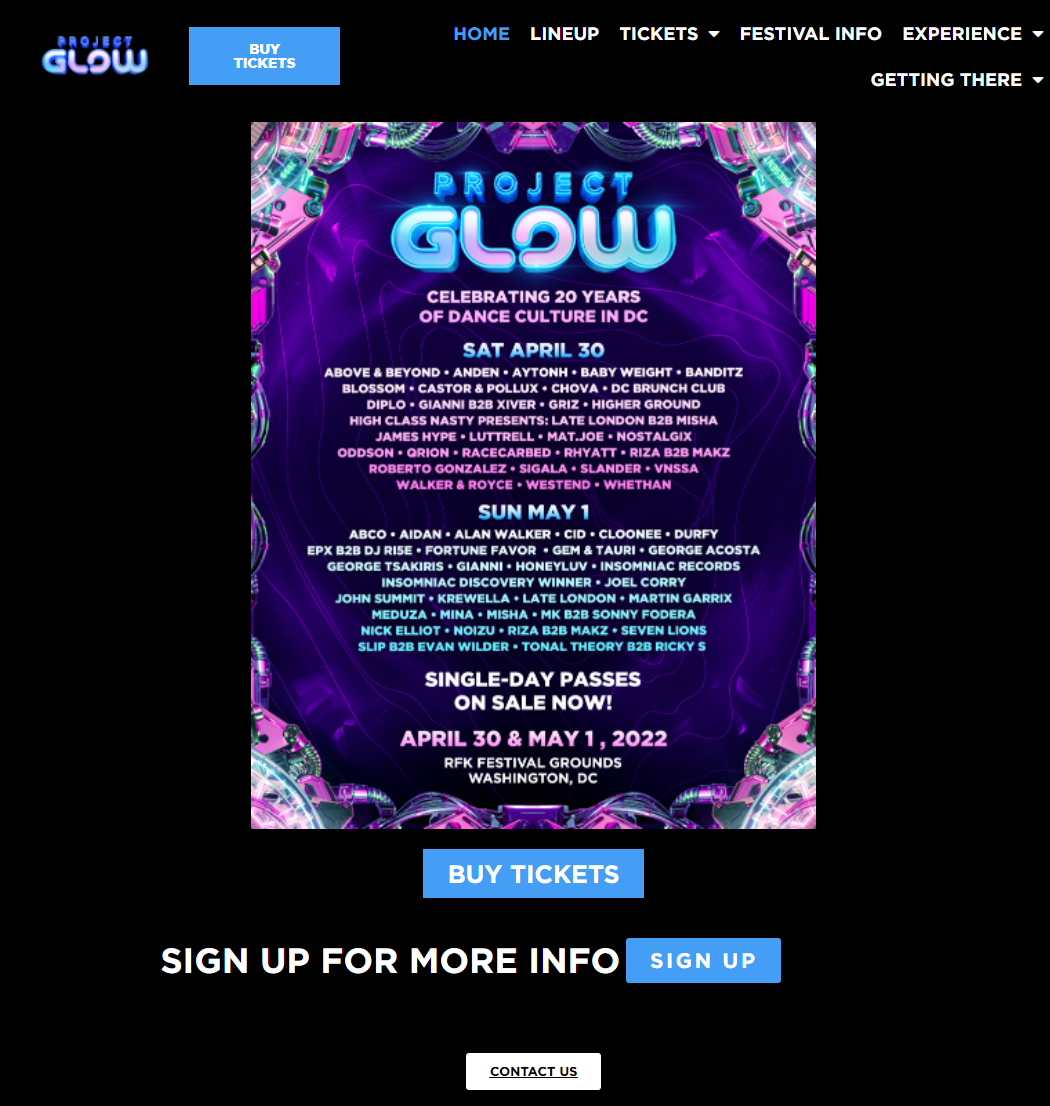 PROJECT
GLOW
BUY
TICKETS
HOME LINEUP TICKETS FESTIVAL INFO EXPERIENCE
GETTING THERE
PROJECT
GLOW
CELEBRATING 20 YEARS
OF DANCE CULTURE IN DC
SAT APRIL 30
ABOVE & BEYOND • ANDEN • AYTONH • BABY WEIGHT • BANDITZ
BLOSSOM • CASTOR & POLLUX • CHOVA • DC BRUNCH CLUB
DIPLO • GIANNI B2B XIVER • GRIZ • HIGHER GROUND
HIGH CLASS NASTY PRESENTS: LATE LONDON B2B MISHA
JAMES HYPE • LUTTRELL • MAT.JOE • NOSTALGIX
ODDSON • QRION • RACECARBED • RHYATT • RIZA B2B MAKZ
ROBERTO GONZALEZ • SIGALA • SLANDER • VNSSA
WALKER & ROYCE • WESTEND • WHETHAN
SUN MAY 1
ABCO • AIDAN • ALAN WALKER • CID • CLOONEE • DURFY
EPX B2B DJ RI5E • FORTUNE FAVOR • GEM & TAURI • GEORGE ACOSTA
GEORGE TSAKIRIS • GIANNI • HONEYLUV • INSOMNIAC RECORDS
INSOMNIAC DISCOVERY WINNER • JOEL CORRY
JOHN SUMMIT • KREWELLA • LATE LONDON • MARTIN GARRIX
MEDUZA • MINA • MISHA • MK B2B SONNY FODERA
NICK ELLIOT • NOIZU • RIZA B2B MAKZ • SEVEN LIONS
SLIP B2B EVAN WILDER • TONAL THEORY B2B RICKY S
SINGLE-DAY PASSES
ON SALE NOW!
APRIL 30 & MAY 1 , 2022
RFK FESTIVAL GROUNDS
WASHINGTON, DC
BUY TICKETS
SIGN UP FOR MORE INFO SIGN UP
CONTACT US